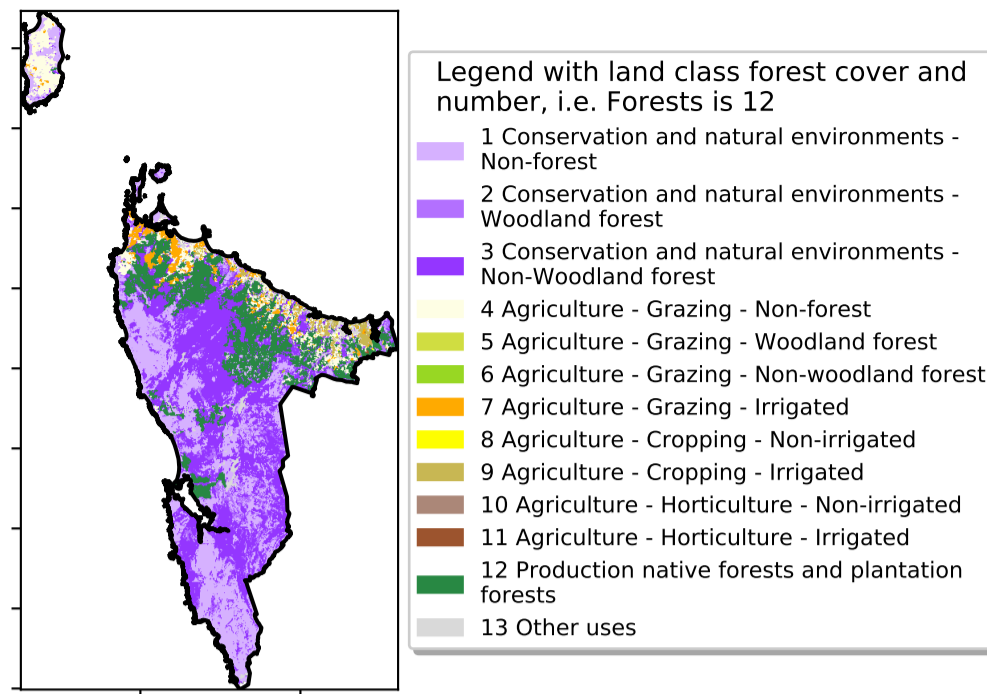 Legend with land class forest cover and
number, i.e. Forests is 12
1 Conservation and natural environments -
Non-forest
2 Conservation and natural environments -
Woodland forest
3 Conservation and natural environments -
Non-Woodland forest
4 Agriculture - Grazing - Non-forest
5 Agriculture - Grazing - Woodland forest
6 Agriculture - Grazing - Non-woodland forest
7 Agriculture - Grazing - Irrigated
8 Agriculture - Cropping - Non-irrigated
9 Agriculture - Cropping - Irrigated
10 Agriculture - Horticulture - Non-irrigated
11 Agriculture - Horticulture - Irrigated
12 Production native forests and plantation
forests
13 Other uses